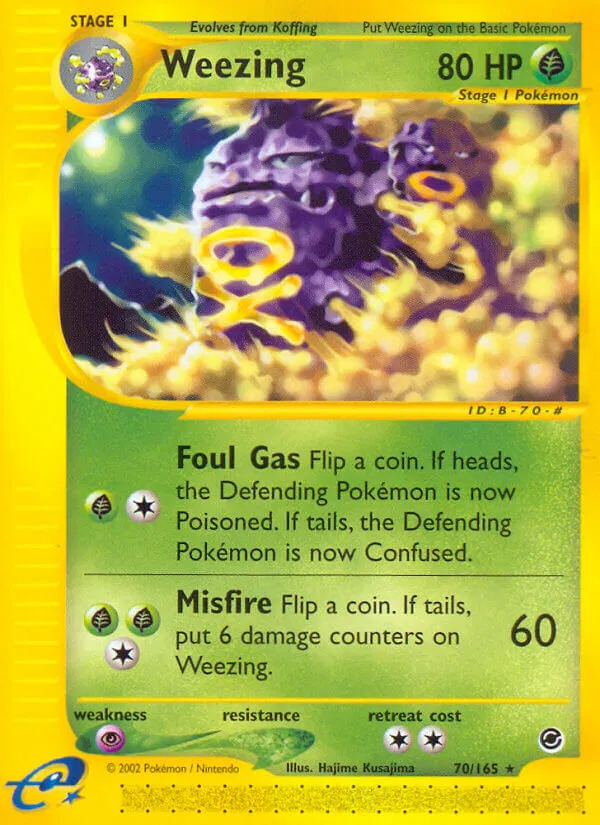 STAGE 1
Evolves from Koffing
Put Weezing on the Basic Pokémon
Weezing
80 HP
Stage 1 Pokémon
ID:B-70-#
Foul Gas Flip a coin. If heads,
the Defending Pokémon is now
Poisoned. If tails, the Defending
Pokémon is now Confused.
Misfire Flip a coin. If tails,
put 6 damage counters on
Weezing.
60
weakness
resistance
retreat cost
© 2002 Pokémon / Nintendo
Illus. Hajime Kusajima
70/165 ★
e